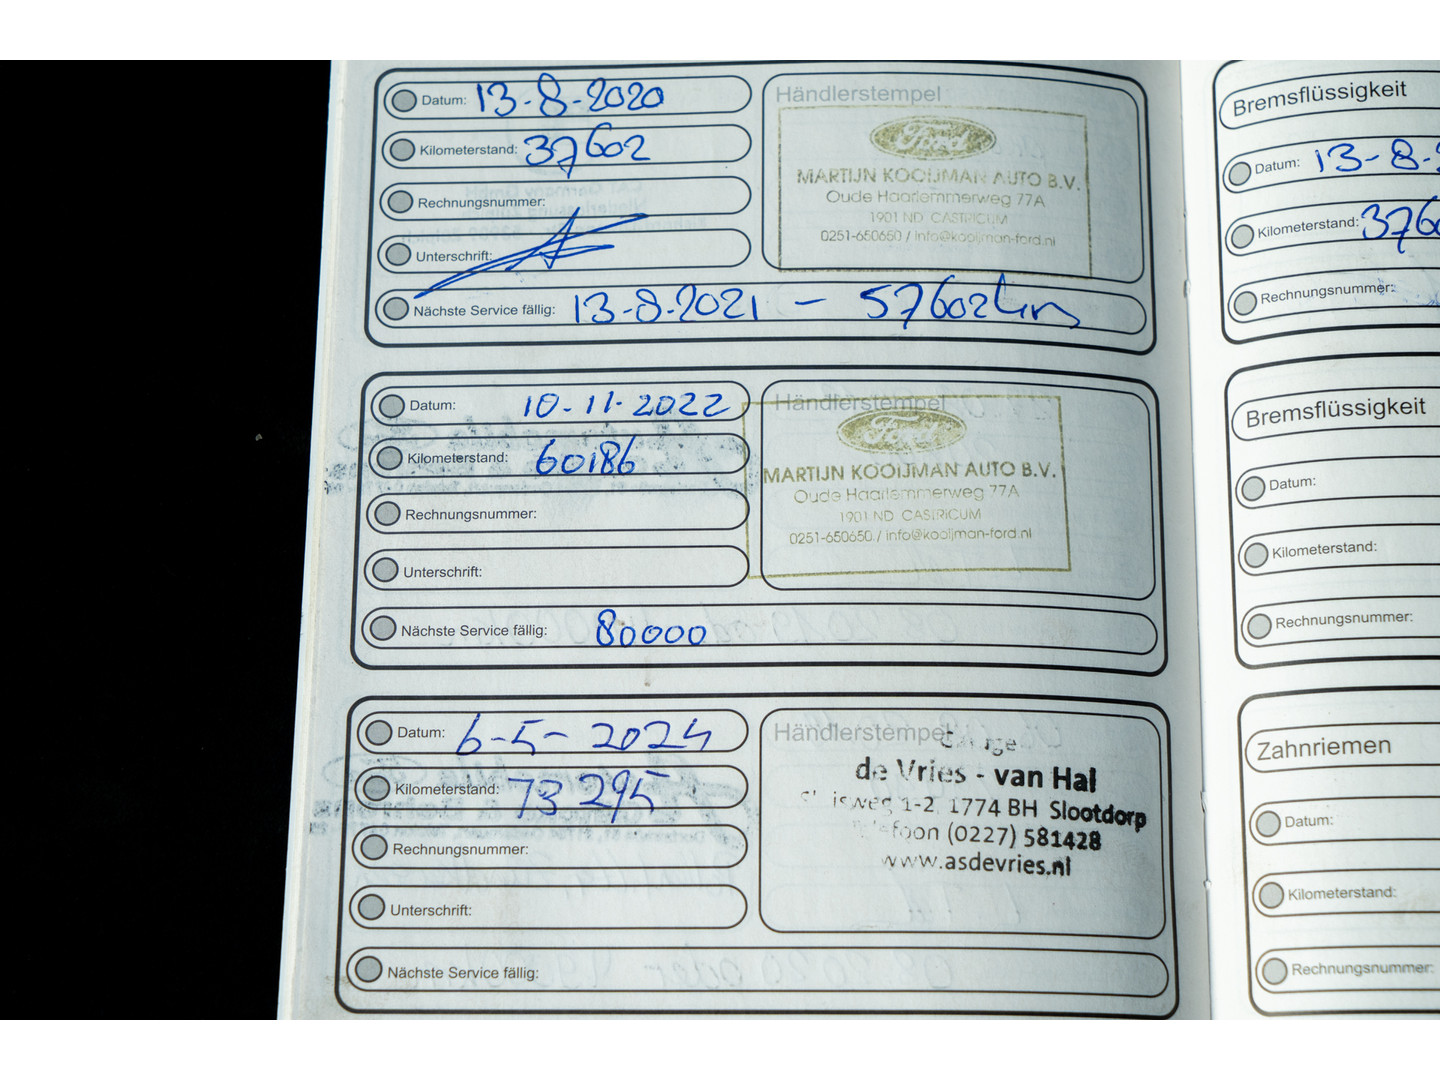 Datum: 13-8-2020
Kilometerstand: 37602
Rechnungsnummer:
Unterschrift:
Nächste Service fällig: 13-8-2021 - 57602km
Händlerstempel
Ford
MARTIJN KOOIJMAN AUTO B.V.
Oude Haarlemmerweg 77A
1901 ND CASTRICUM
0251-650650 / info@kooijman-ford.nl
Datum: 10-11-2022
Kilometerstand: 60186
Rechnungsnummer:
Unterschrift:
Nächste Service fällig: 80000
Händlerstempel
Ford
MARTIJN KOOIJMAN AUTO B.V.
Oude Haarlemmerweg 77A
1901 ND CASTRICUM
0251-650650 / info@kooijman-ford.nl
Datum: 6-5-2024
Kilometerstand: 73295
Rechnungsnummer:
Unterschrift:
Nächste Service fällig:
Händlerstempel
de Vries - van Hal
1-2, 1774 BH Slootdorp
(0227) 581428
www.asdevries.nl
Bremsflüssigkeit
Datum: 13-8-
Kilometerstand: 376
Rechnungsnummer:
Bremsflüssigkeit
Datum:
Kilometerstand:
Rechnungsnummer:
Zahnriemen
Datum:
Kilometerstand:
Rechnungsnummer: